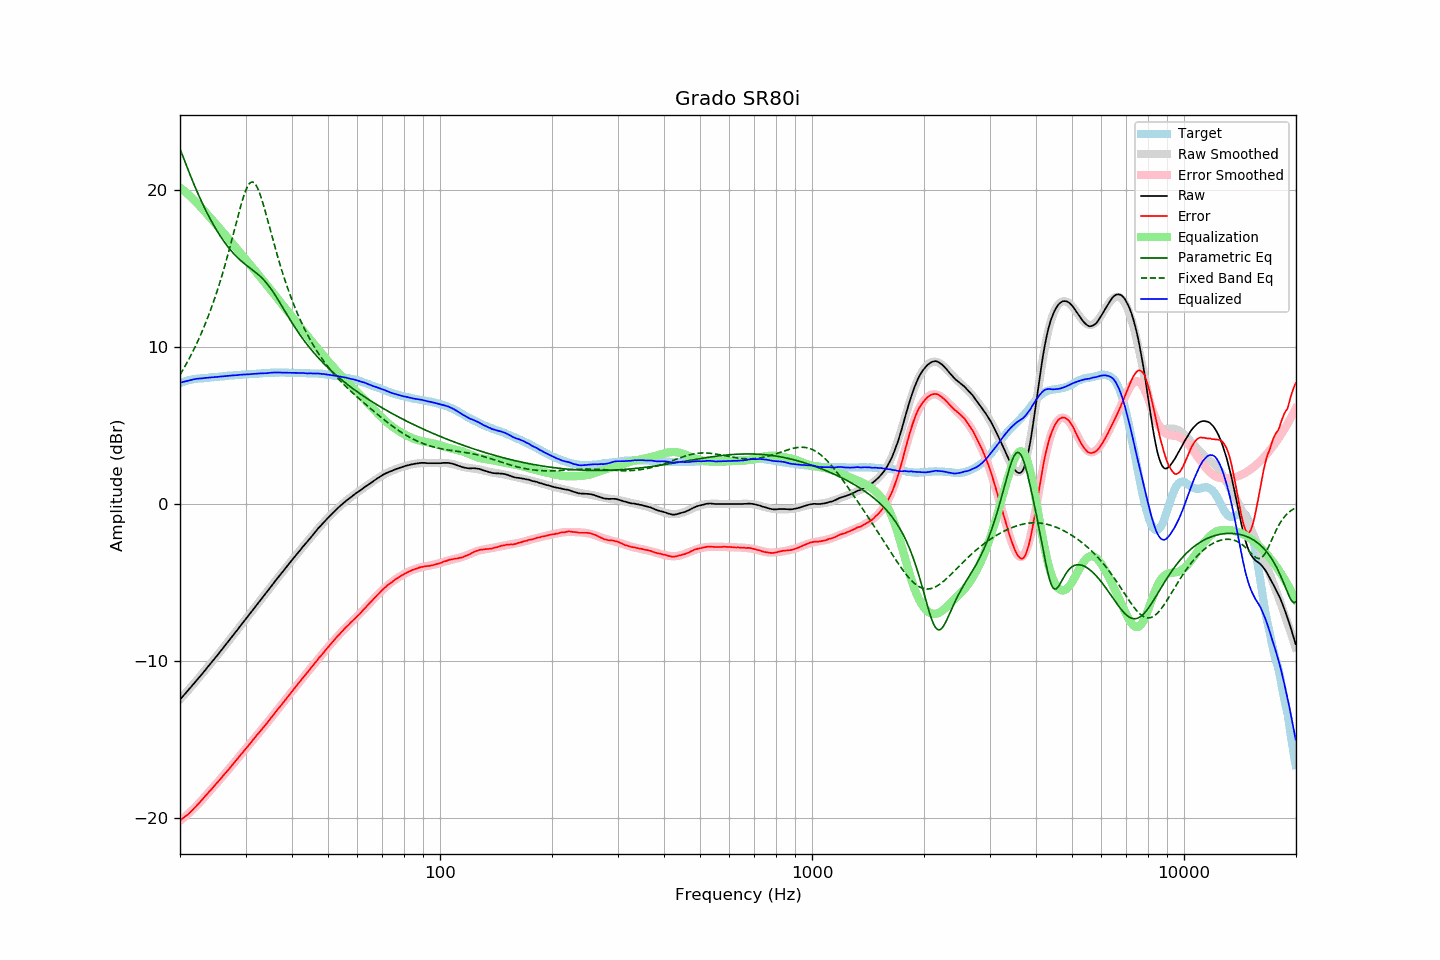 Grado SR80i
Target
Raw Smoothed
Error Smoothed
Raw
Error
Equalization
Parametric Eq
Fixed Band Eq
Equalized
Amplitude (dBr)
20
10
0
−10
−20
100
1000
10000
Frequency (Hz)